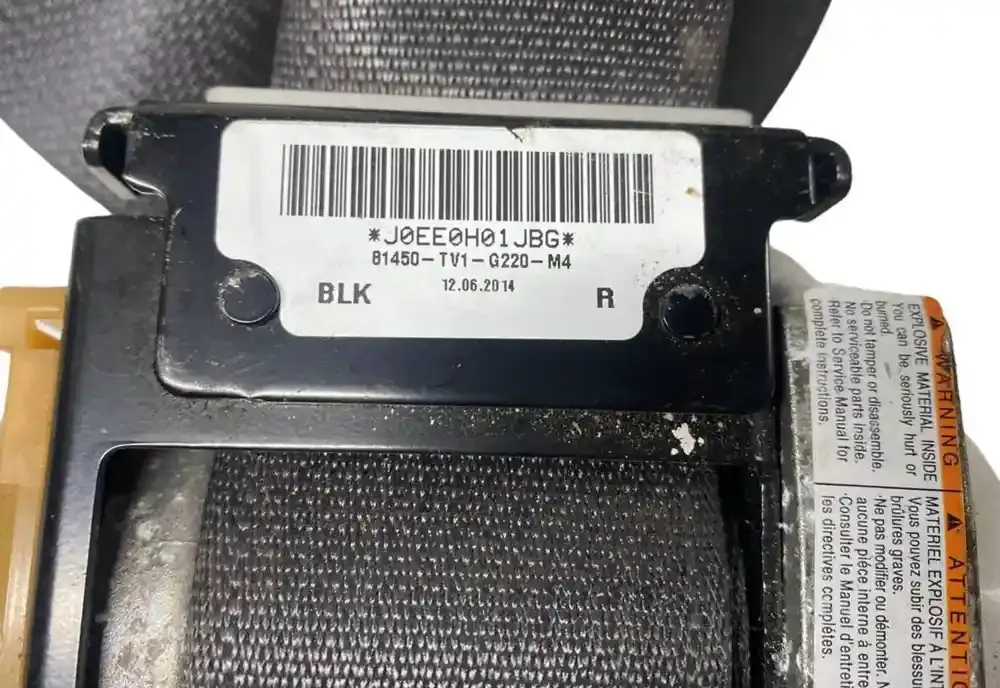 *J0EE0H01JBG*
81450-TV1-G220-M4
12.06.2014
BLK R
⚠ WARNING
EXPLOSIVE MATERIAL INSIDE
You can be seriously hurt or
burned.
·Do not tamper or disassemble.
No serviceable parts inside.
·Refer to Service Manual for
complete instructions.
⚠ ATTENTIO
MATERIEL EXPLOSIF À L'INT
Vous pouvez subir des blessu
brûlures graves.
·Ne pas modifier ou démonter. N
aucune pièce interne à entre
·Consulter le Manuel d'entreti
les directives complètes.